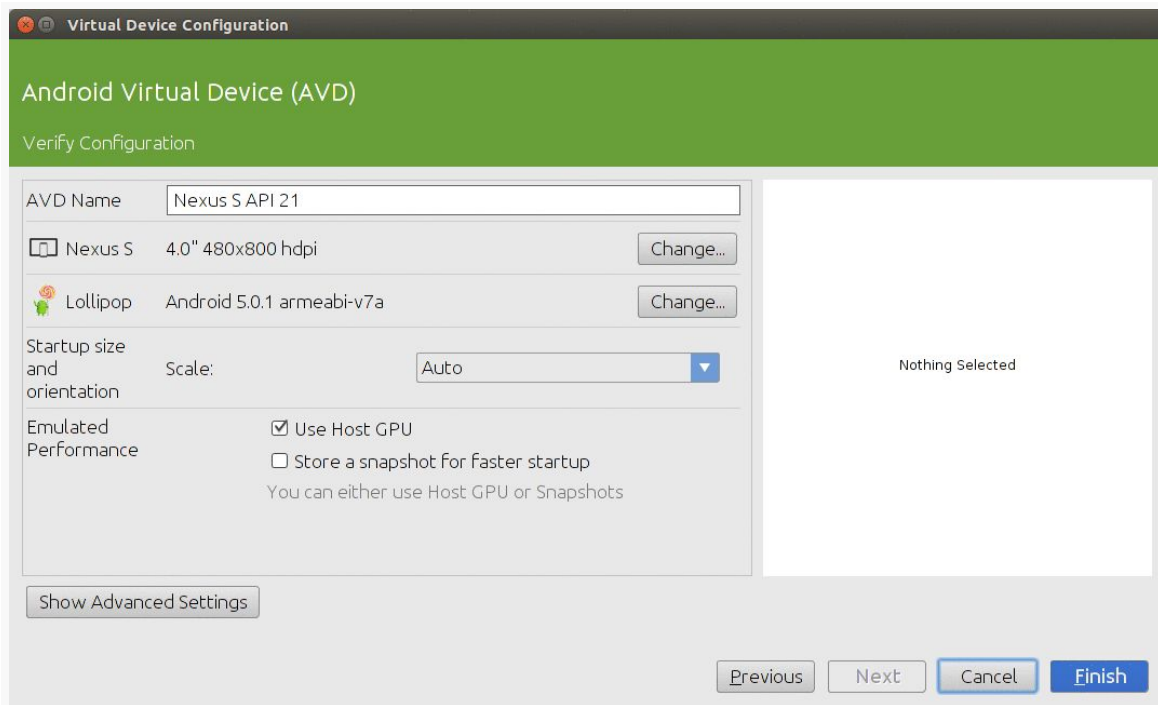 Virtual Device Configuration
Android Virtual Device (AVD)
Verify Configuration
AVD Name Nexus S API 21
Nexus S 4.0" 480x800 hdpi Change...
Lollipop Android 5.0.1 armeabi-v7a Change...
Startup size
and
orientation
Scale: Auto
Emulated
Performance
Use Host GPU
Store a snapshot for faster startup
You can either use Host GPU or Snapshots
Nothing Selected
Show Advanced Settings
Previous Next Cancel Finish